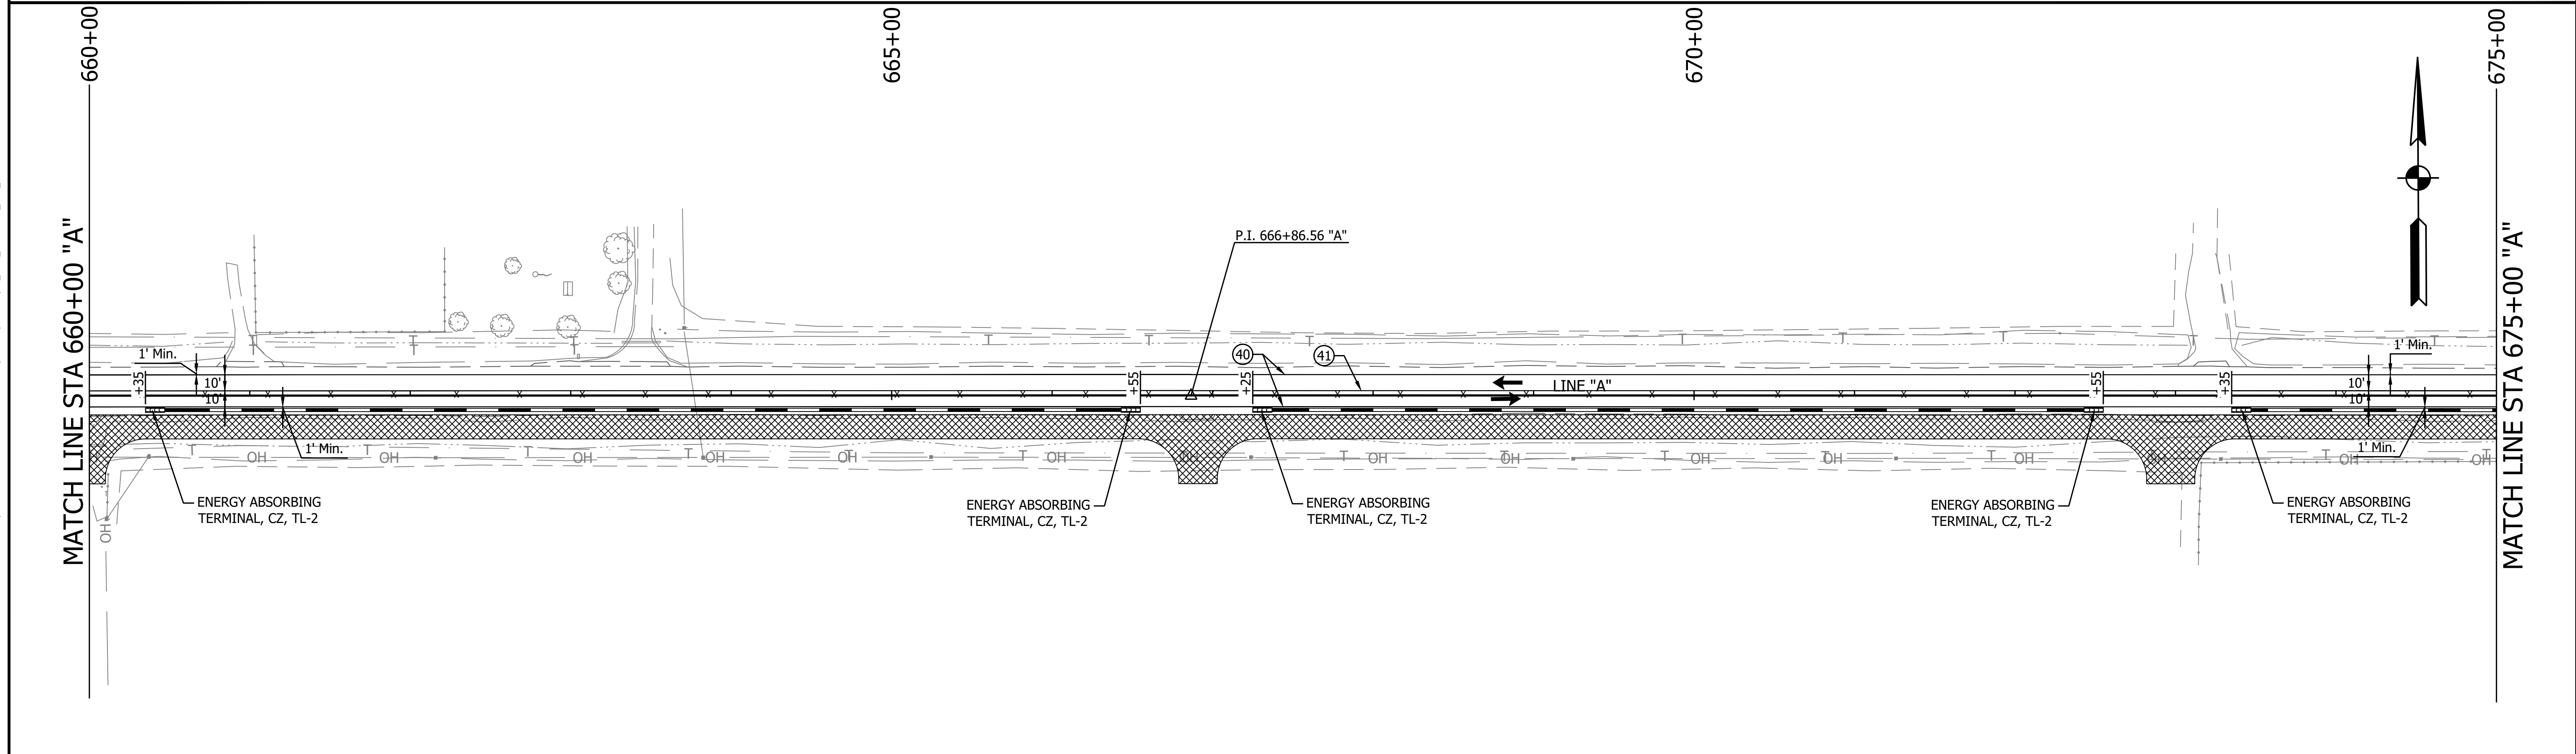 660+00
665+00
670+00
675+00
MATCH LINE STA 660+00 "A"
MATCH LINE STA 675+00 "A"
P.I. 666+86.56 "A"
T
T
T
T
T
T
T
T
T
T
T
1' Min.
40
41
1' Min.
+35
10'
10'
+55
+25
LINE "A"
+55
+35
10'
10'
x x x x x x x x x x x x x x x x x x x x x x x x x x x x x x x x x x x x
1' Min.
1' Min.
T OH T OH T OH T OH T OH T OH OH T OH T OH T OH T OH T OH OH T OH T OH T
ENERGY ABSORBING
TERMINAL, CZ, TL-2
ENERGY ABSORBING
TERMINAL, CZ, TL-2
ENERGY ABSORBING
TERMINAL, CZ, TL-2
ENERGY ABSORBING
TERMINAL, CZ, TL-2
ENERGY ABSORBING
TERMINAL, CZ, TL-2
OH